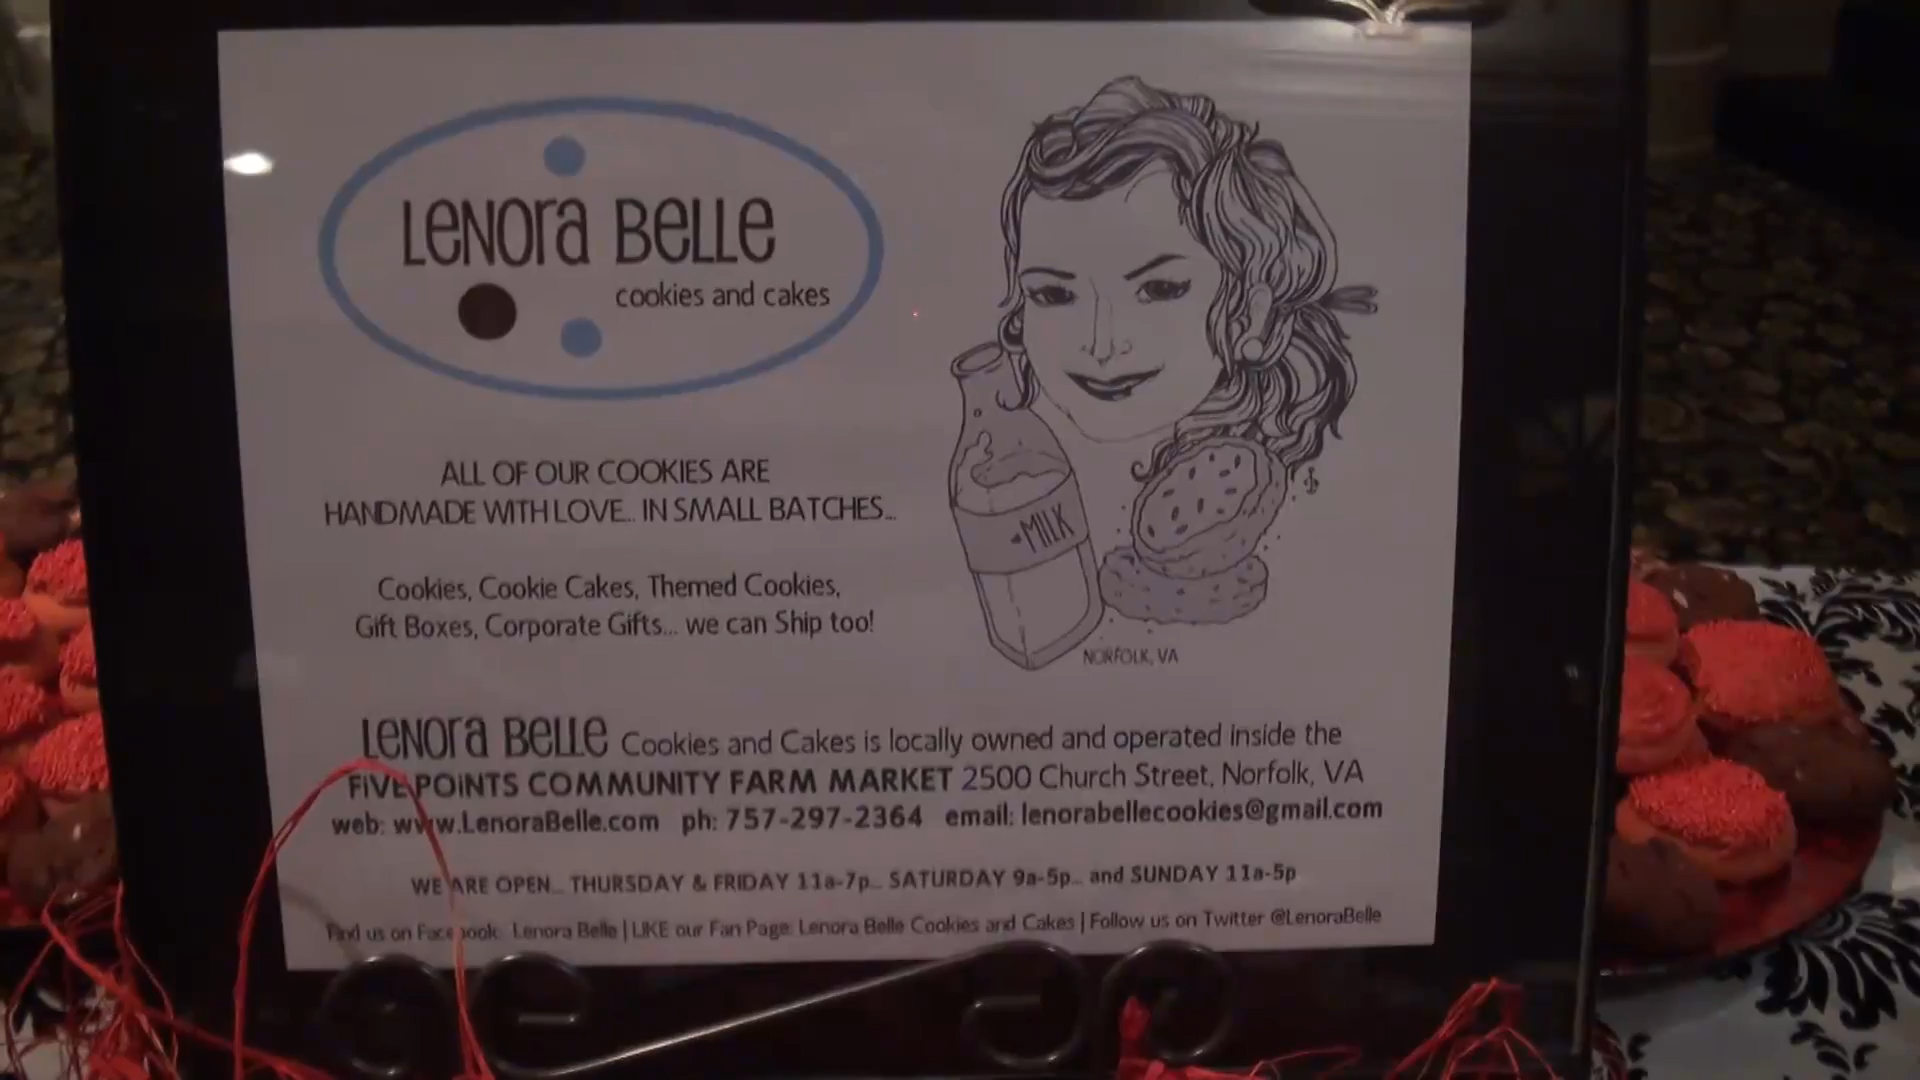 LENORA BELLE
cookies and cakes
ALL OF OUR COOKIES ARE
HANDMADE WITH LOVE... IN SMALL BATCHES...
Cookies, Cookie Cakes, Themed Cookies,
Gift Boxes, Corporate Gifts... we can Ship too!
MILK
NORFOLK, VA
LENORA BELLE Cookies and Cakes is locally owned and operated inside the
FIVE POINTS COMMUNITY FARM MARKET 2500 Church Street, Norfolk, VA
web: www.LenoraBelle.com ph: 757-297-2364 email: lenorabellecookies@gmail.com
WE ARE OPEN... THURSDAY & FRIDAY 11a-7p... SATURDAY 9a-5p... and SUNDAY 11a-5p
Find us on Facebook: Lenora Belle | LIKE our Fan Page: Lenora Belle Cookies and Cakes | Follow us on Twitter @LenoraBelle